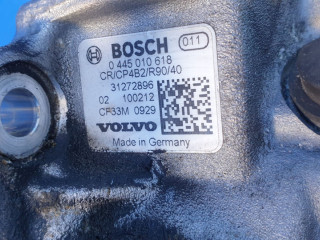 BOSCH 011
0 445 010 618
CR/CP4B2/R90/40
31272896
02 100212
CF33M 0929
VOLVO
Made in Germany